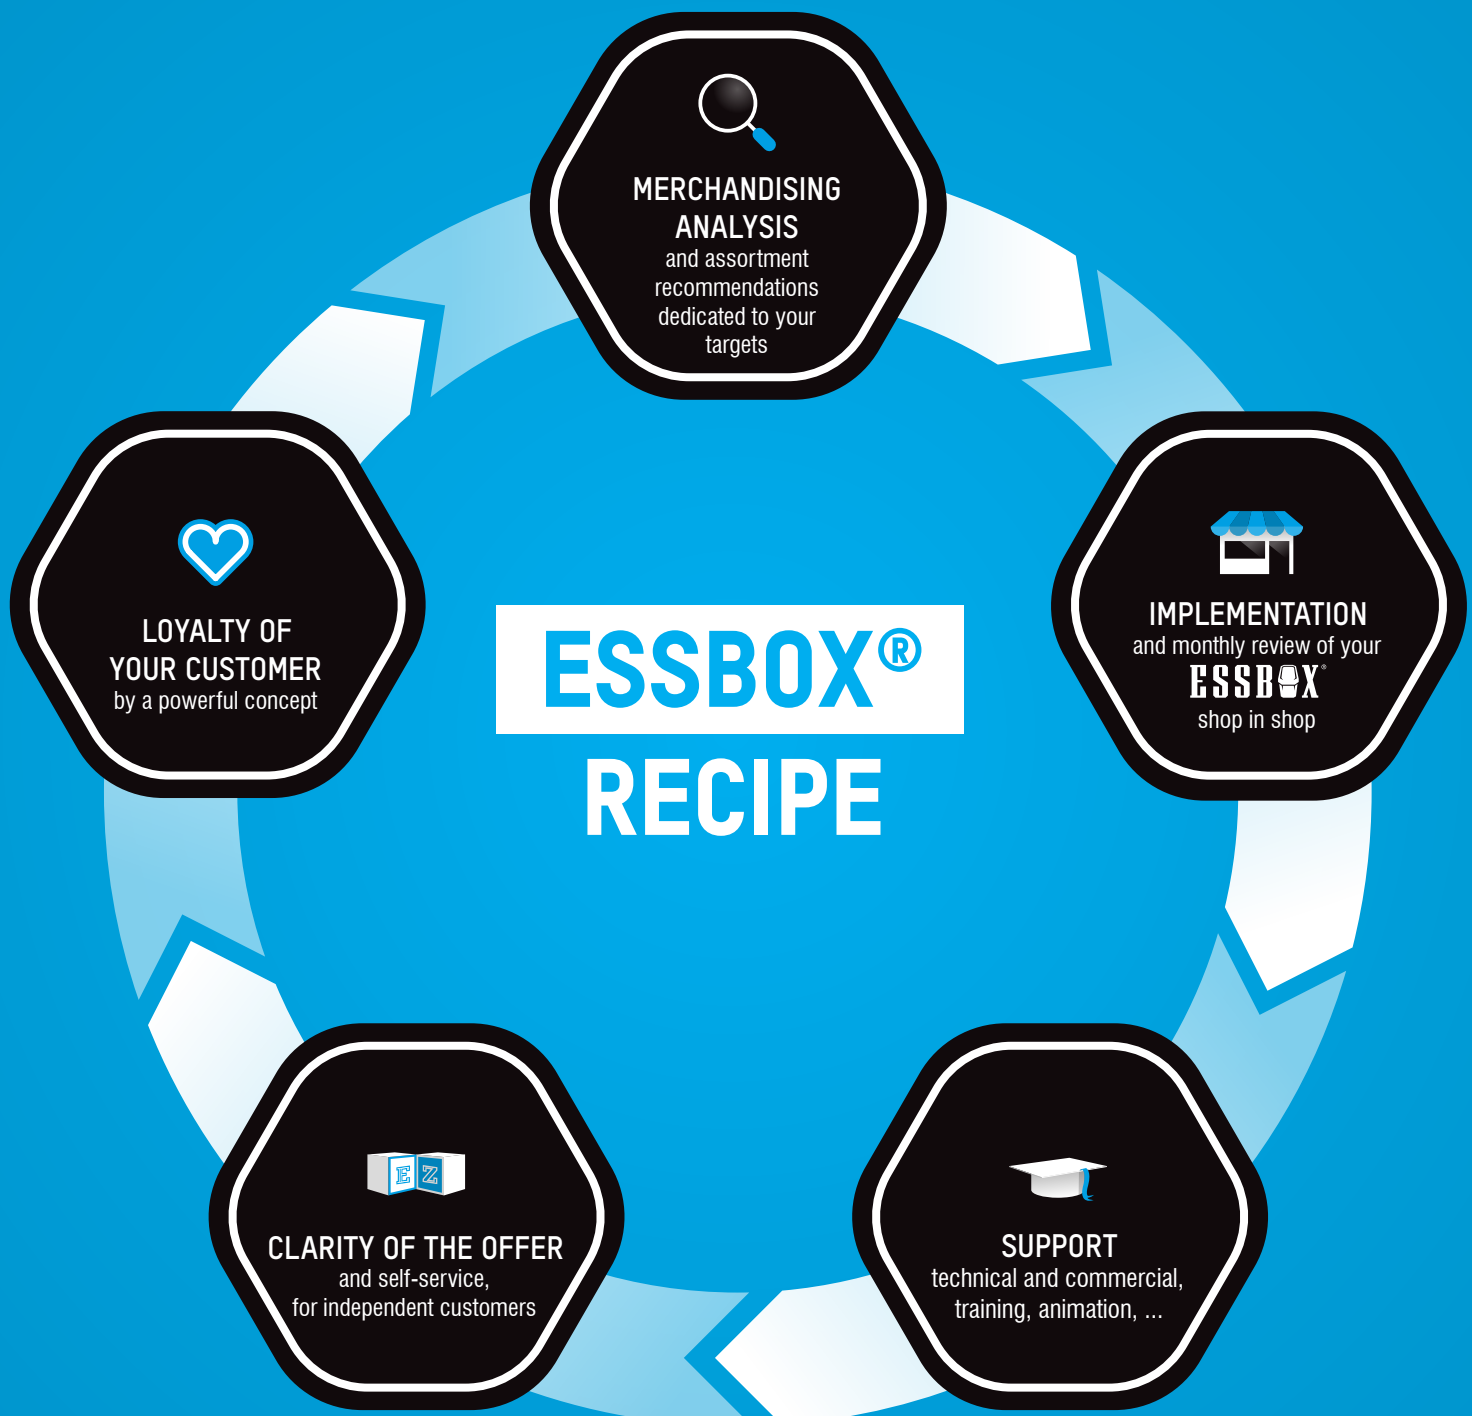 MERCHANDISING
ANALYSIS
and assortment
recommendations
dedicated to your
targets
LOYALTY OF
YOUR CUSTOMER
by a powerful concept
ESSBOX®
RECIPE
IMPLEMENTATION
and monthly review of your
ESSBOX®
shop in shop
E Z
CLARITY OF THE OFFER
and self-service,
for independent customers
SUPPORT
technical and commercial,
training, animation, ...